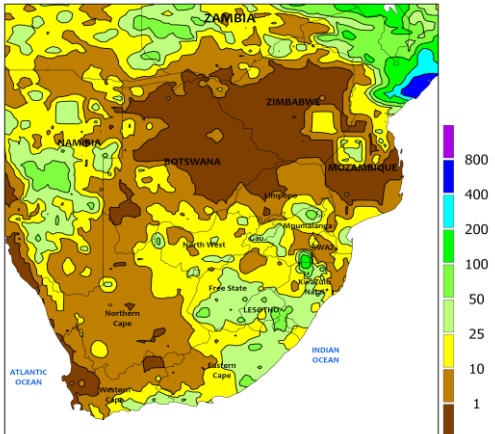 ZAMBIA
800
ZIMBABWE
400
NAMIBIA
BOTSWANA
MOZAMBIQUE
Limpopo
200
Mpumalanga
Gau.
North West
SWAZ.
100
KwaZulu
Natal
Free State
50
LESOTHO
Northern
Cape
25
INDIAN
OCEAN
ATLANTIC
OCEAN
Eastern
Cape
10
Western
Cape
1